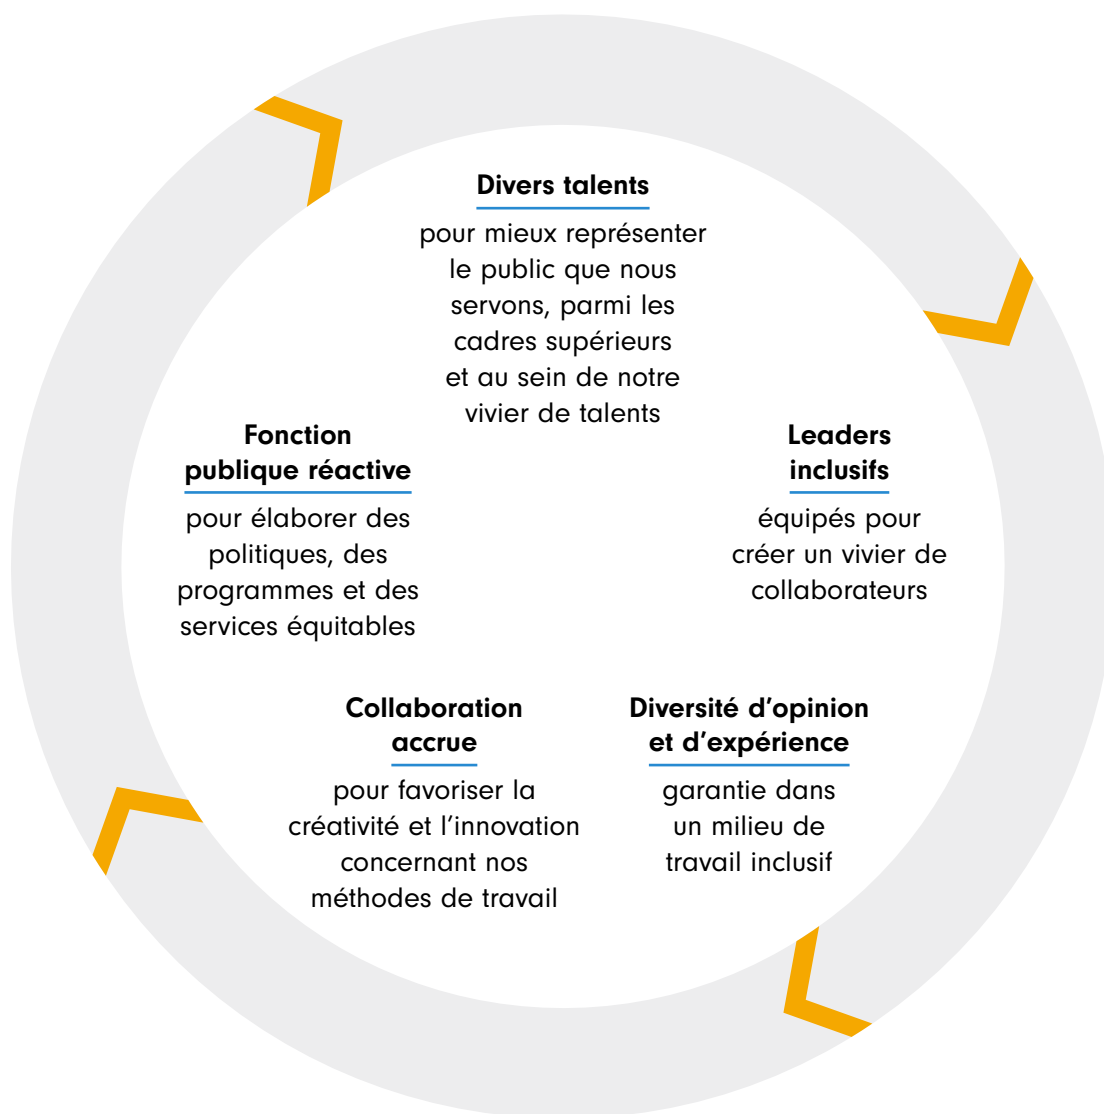 Divers talents
pour mieux représenter
le public que nous
servons, parmi les
cadres supérieurs
et au sein de notre
vivier de talents
Leaders
inclusifs
équipés pour
créer un vivier de
collaborateurs
Diversité d’opinion
et d’expérience
garantie dans
un milieu de
travail inclusif
Collaboration
accrue
pour favoriser la
créativité et l’innovation
concernant nos
méthodes de travail
Fonction
publique réactive
pour élaborer des
politiques, des
programmes et des
services équitables